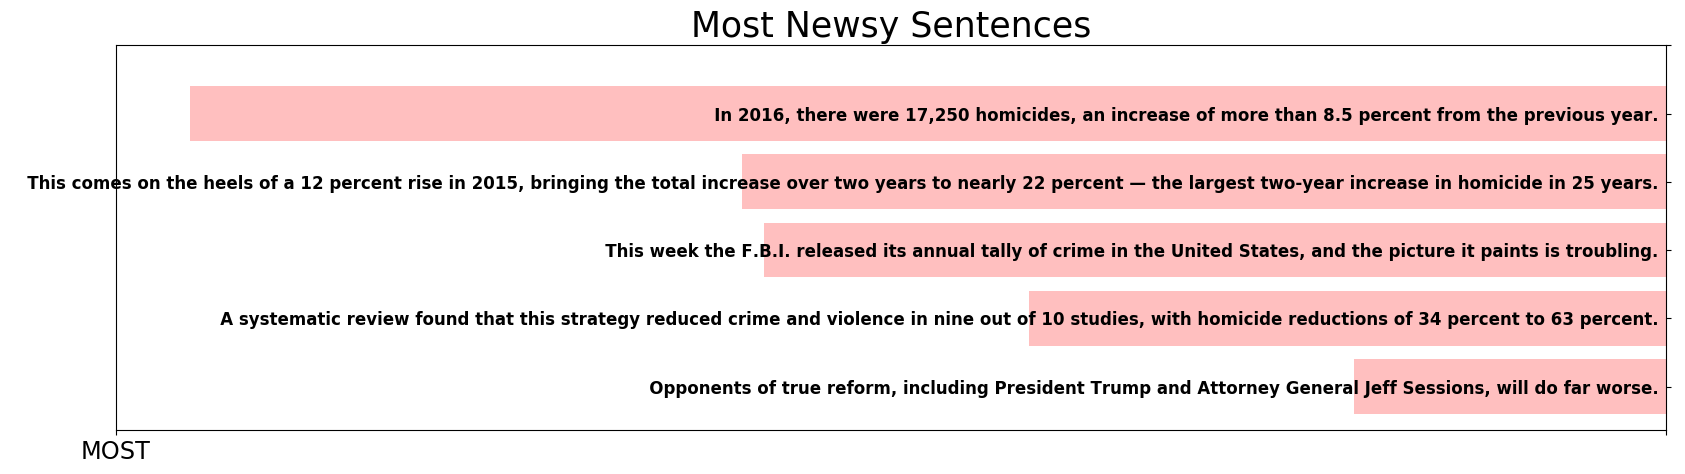 Most Newsy Sentences
In 2016, there were 17,250 homicides, an increase of more than 8.5 percent from the previous year.
This comes on the heels of a 12 percent rise in 2015, bringing the total increase over two years to nearly 22 percent — the largest two-year increase in homicide in 25 years.
This week the F.B.I. released its annual tally of crime in the United States, and the picture it paints is troubling.
A systematic review found that this strategy reduced crime and violence in nine out of 10 studies, with homicide reductions of 34 percent to 63 percent.
Opponents of true reform, including President Trump and Attorney General Jeff Sessions, will do far worse.
MOST